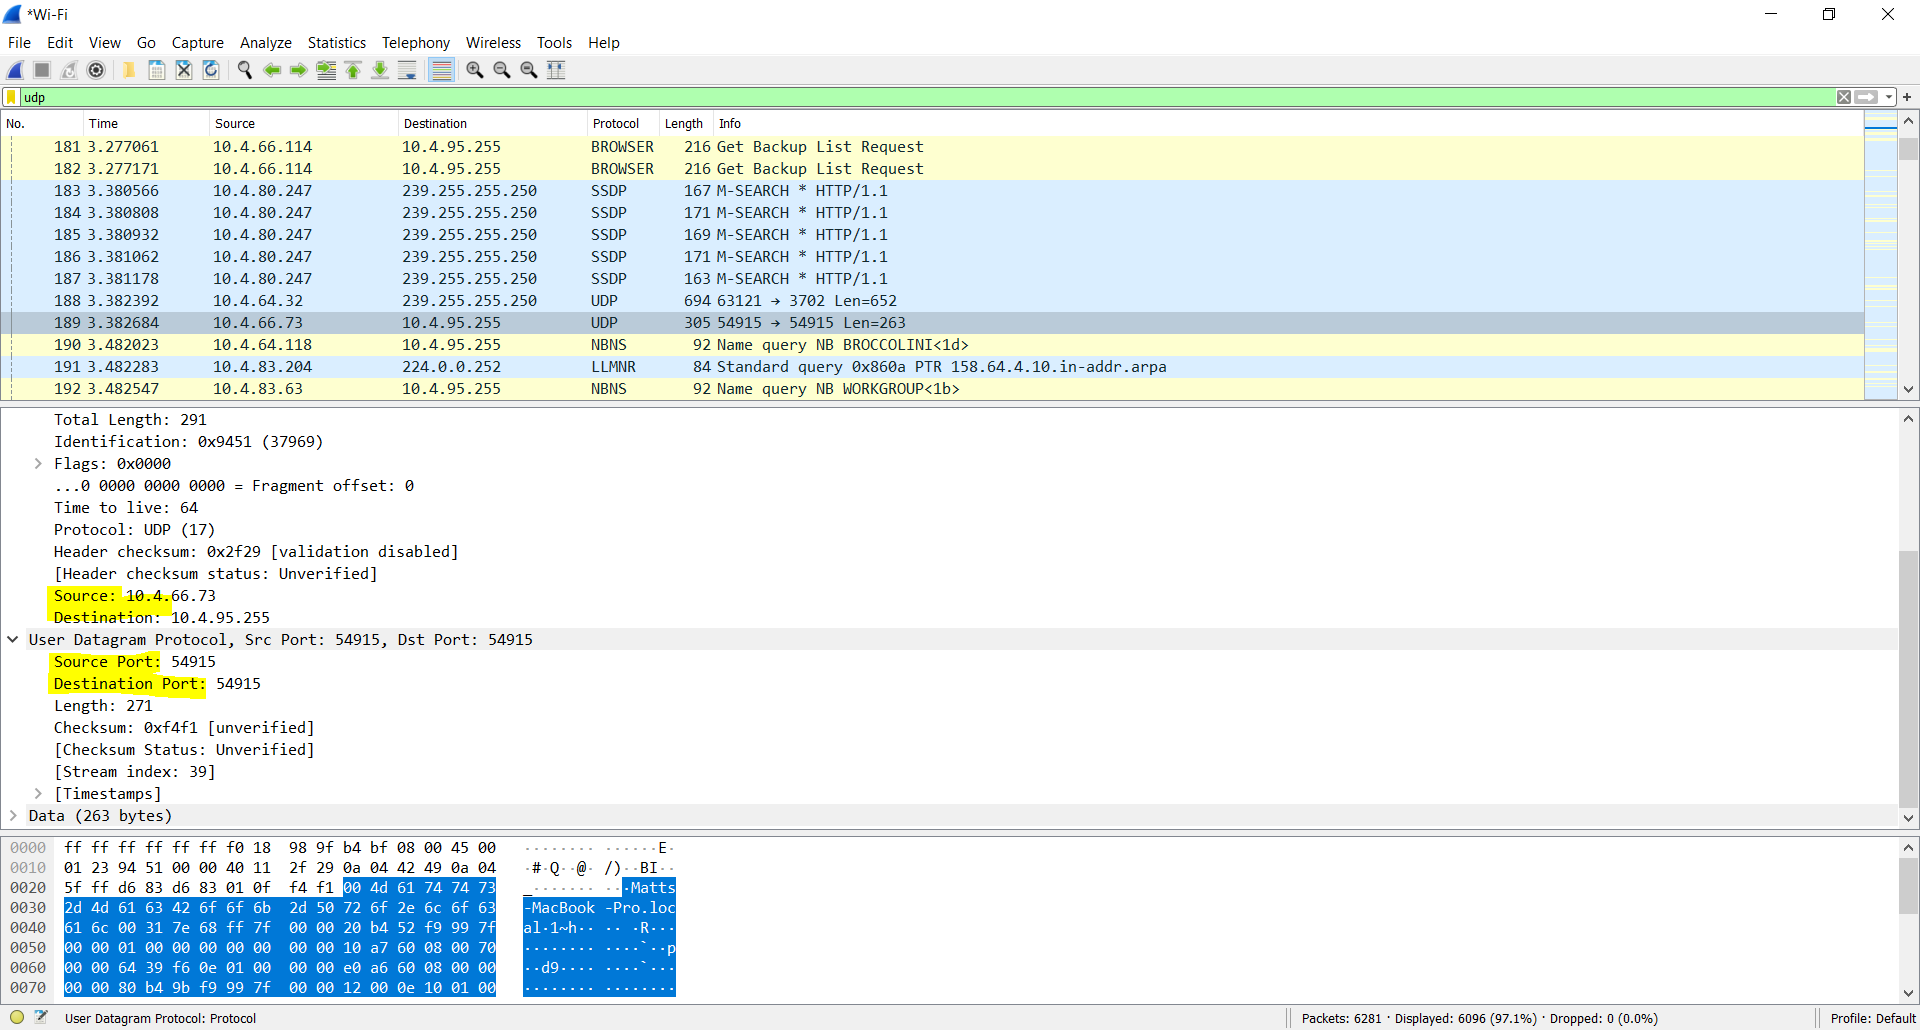 *Wi-Fi
File Edit View Go Capture Analyze Statistics Telephony Wireless Tools Help
udp
No. Time Source Destination Protocol Length Info
181 3.277061 10.4.66.114 10.4.95.255 BROWSER 216 Get Backup List Request
182 3.277171 10.4.66.114 10.4.95.255 BROWSER 216 Get Backup List Request
183 3.380566 10.4.80.247 239.255.255.250 SSDP 167 M-SEARCH * HTTP/1.1
184 3.380808 10.4.80.247 239.255.255.250 SSDP 171 M-SEARCH * HTTP/1.1
185 3.380932 10.4.80.247 239.255.255.250 SSDP 169 M-SEARCH * HTTP/1.1
186 3.381062 10.4.80.247 239.255.255.250 SSDP 171 M-SEARCH * HTTP/1.1
187 3.381178 10.4.80.247 239.255.255.250 SSDP 163 M-SEARCH * HTTP/1.1
188 3.382392 10.4.64.32 239.255.255.250 UDP 694 63121 → 3702 Len=652
189 3.382684 10.4.66.73 10.4.95.255 UDP 305 54915 → 54915 Len=263
190 3.482023 10.4.64.118 10.4.95.255 NBNS 92 Name query NB BROCCOLINI<1d>
191 3.482283 10.4.83.204 224.0.0.252 LLMNR 84 Standard query 0x860a PTR 158.64.4.10.in-addr.arpa
192 3.482547 10.4.83.63 10.4.95.255 NBNS 92 Name query NB WORKGROUP<1b>
Total Length: 291
Identification: 0x9451 (37969)
Flags: 0x0000
...0 0000 0000 0000 = Fragment offset: 0
Time to live: 64
Protocol: UDP (17)
Header checksum: 0x2f29 [validation disabled]
[Header checksum status: Unverified]
Source: 10.4.66.73
Destination: 10.4.95.255
User Datagram Protocol, Src Port: 54915, Dst Port: 54915
Source Port: 54915
Destination Port: 54915
Length: 271
Checksum: 0xf4f1 [unverified]
[Checksum Status: Unverified]
[Stream index: 39]
[Timestamps]
Data (263 bytes)
0000 ff ff ff ff ff ff f0 18 98 9f b4 bf 08 00 45 00 ········ ······E·
0010 01 23 94 51 00 00 40 11 2f 29 0a 04 42 49 0a 04 ·#·Q··@· /)··BI··
0020 5f ff d6 83 d6 83 01 0f f4 f1 00 4d 61 74 74 73 _······· ···Matts
0030 2d 4d 61 63 42 6f 6f 6b 2d 50 72 6f 2e 6c 6f 63 -MacBook -Pro.loc
0040 61 6c 00 31 7e 68 ff 7f 00 00 20 b4 52 f9 99 7f al·1~h·· ·· ·R···
0050 00 00 01 00 00 00 00 00 00 00 10 a7 60 08 00 70 ········ ····`··p
0060 00 00 64 39 f6 0e 01 00 00 00 e0 a6 60 08 00 00 ··d9···· ····`···
0070 00 00 80 b4 9b f9 99 7f 00 00 12 00 0e 10 01 00 ········ ········
User Datagram Protocol: Protocol Packets: 6281 · Displayed: 6096 (97.1%) · Dropped: 0 (0.0%) Profile: Default